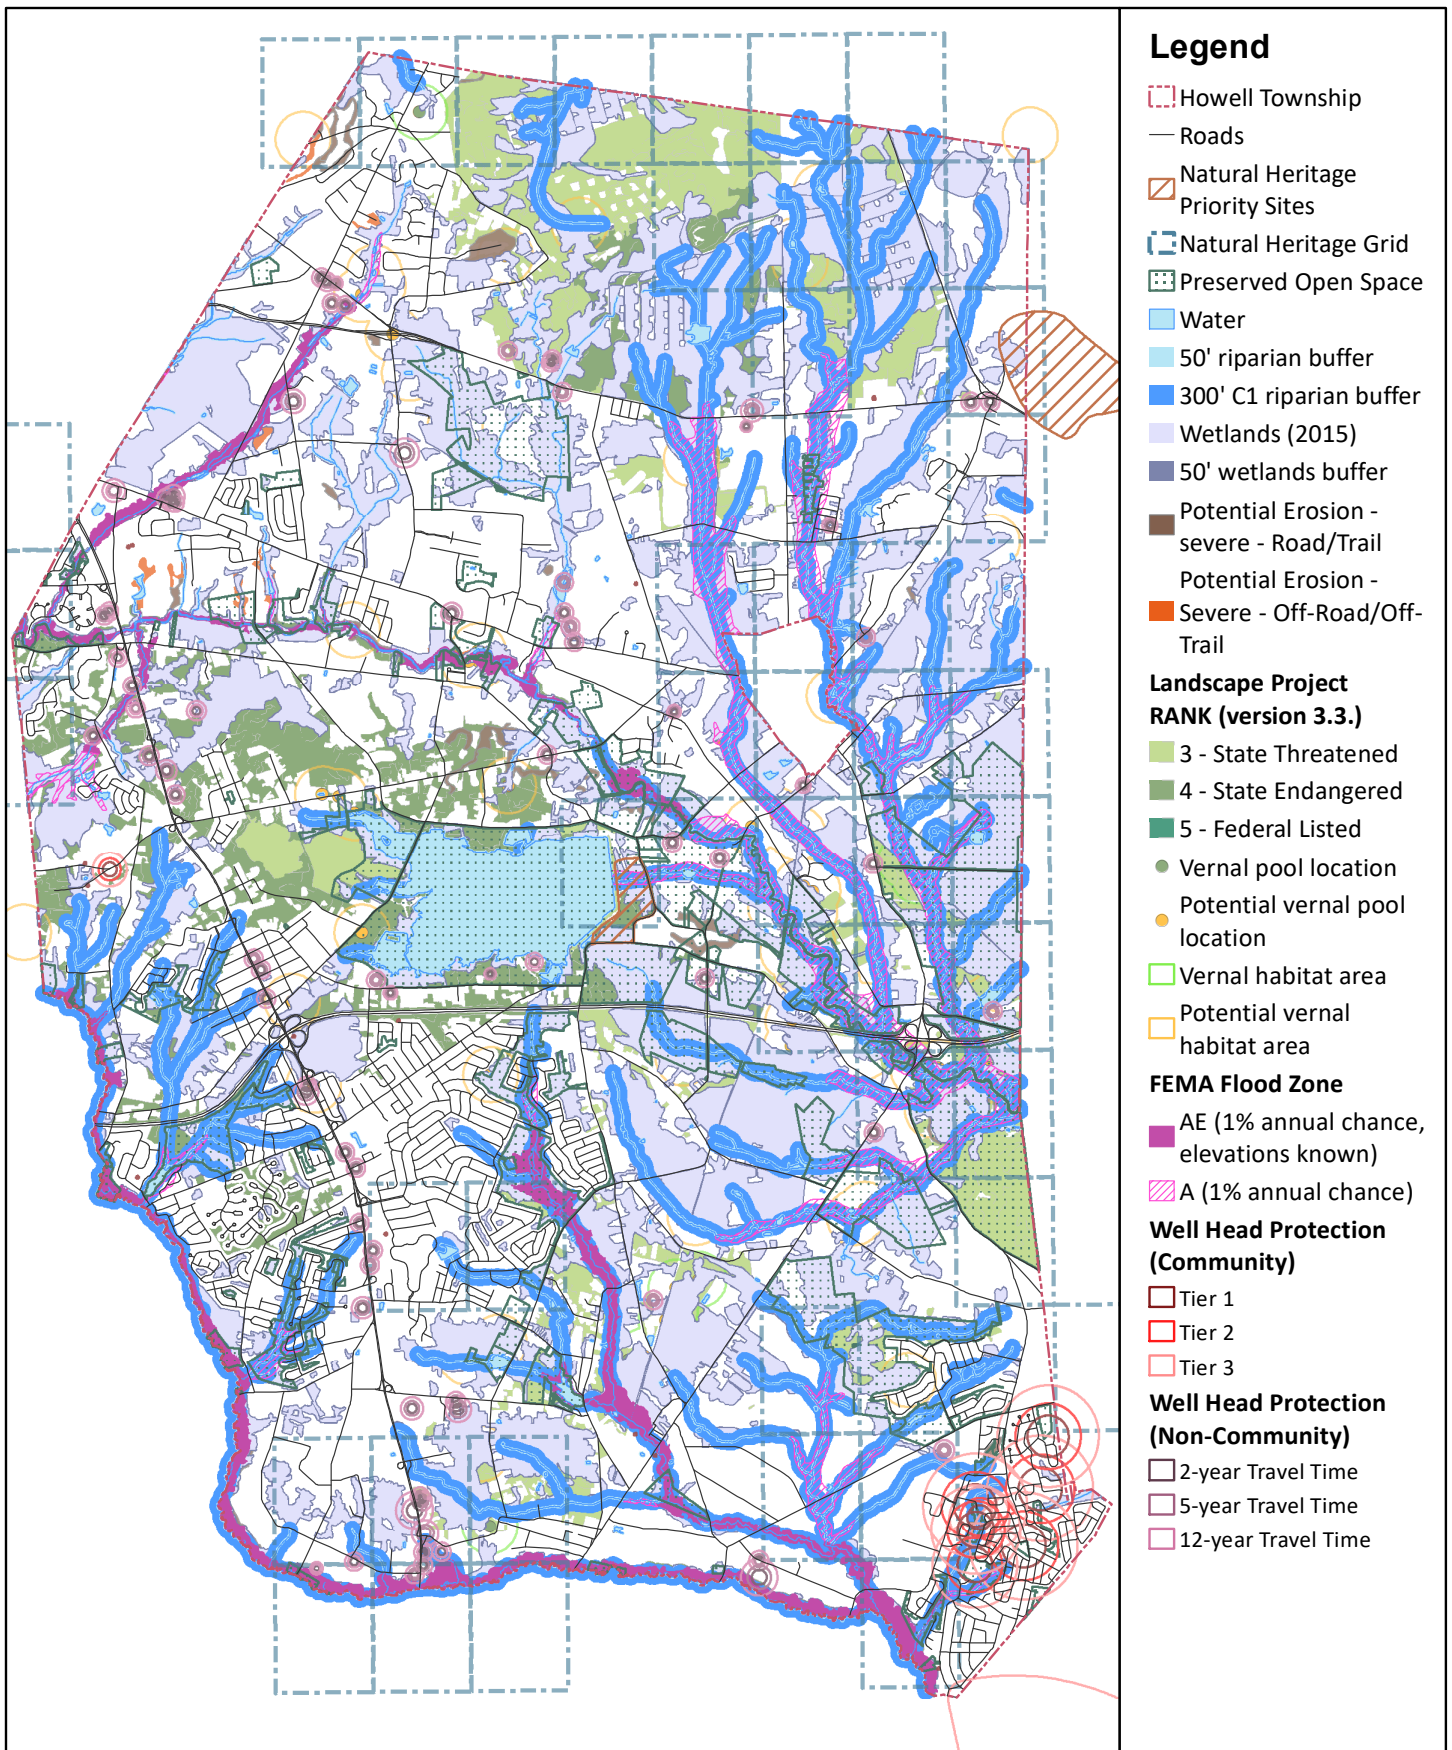 Legend
Howell Township
Roads
Natural Heritage
Priority Sites
Natural Heritage Grid
Preserved Open Space
Water
50' riparian buffer
300' C1 riparian buffer
Wetlands (2015)
50' wetlands buffer
Potential Erosion -
severe - Road/Trail
Potential Erosion -
Severe - Off-Road/Off-
Trail
Landscape Project
RANK (version 3.3.)
3 - State Threatened
4 - State Endangered
5 - Federal Listed
Vernal pool location
Potential vernal pool
location
Vernal habitat area
Potential vernal
habitat area
FEMA Flood Zone
AE (1% annual chance,
elevations known)
A (1% annual chance)
Well Head Protection
(Community)
Tier 1
Tier 2
Tier 3
Well Head Protection
(Non-Community)
2-year Travel Time
5-year Travel Time
12-year Travel Time